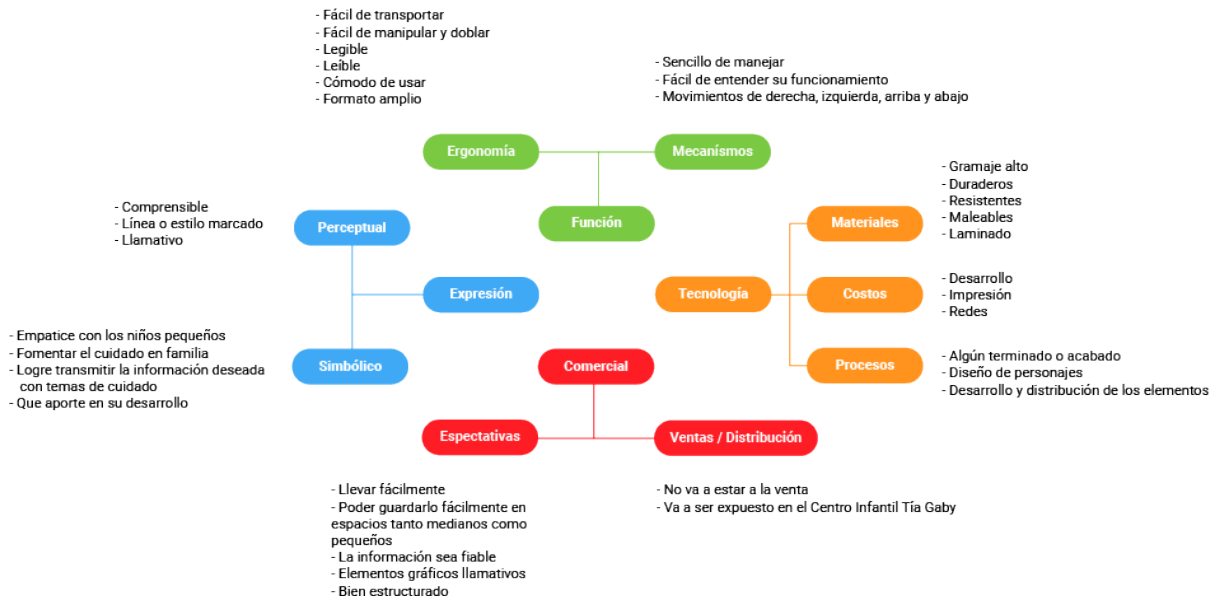 - Fácil de transportar
- Fácil de manipular y doblar
- Legible
- Leíble
- Cómodo de usar
- Formato amplio
- Sencillo de manejar
- Fácil de entender su funcionamiento
- Movimientos de derecha, izquierda, arriba y abajo
Ergonomía
Mecanísmos
Función
- Comprensible
- Línea o estilo marcado
- Llamativo
Perceptual
Expresión
- Empatice con los niños pequeños
- Fomentar el cuidado en familia
- Logre transmitir la información deseada
con temas de cuidado
- Que aporte en su desarrollo
Simbólico
Tecnología
Materiales
- Gramaje alto
- Duraderos
- Resistentes
- Maleables
- Laminado
Costos
- Desarrollo
- Impresión
- Redes
Procesos
- Algún terminado o acabado
- Diseño de personajes
- Desarrollo y distribución de los elementos
Comercial
Espectativas
Ventas / Distribución
- Llevar fácilmente
- Poder guardarlo fácilmente en
espacios tanto medianos como
pequeños
- La información sea fiable
- Elementos gráficos llamativos
- Bien estructurado
- No va a estar a la venta
- Va a ser expuesto en el Centro Infantil Tía Gaby